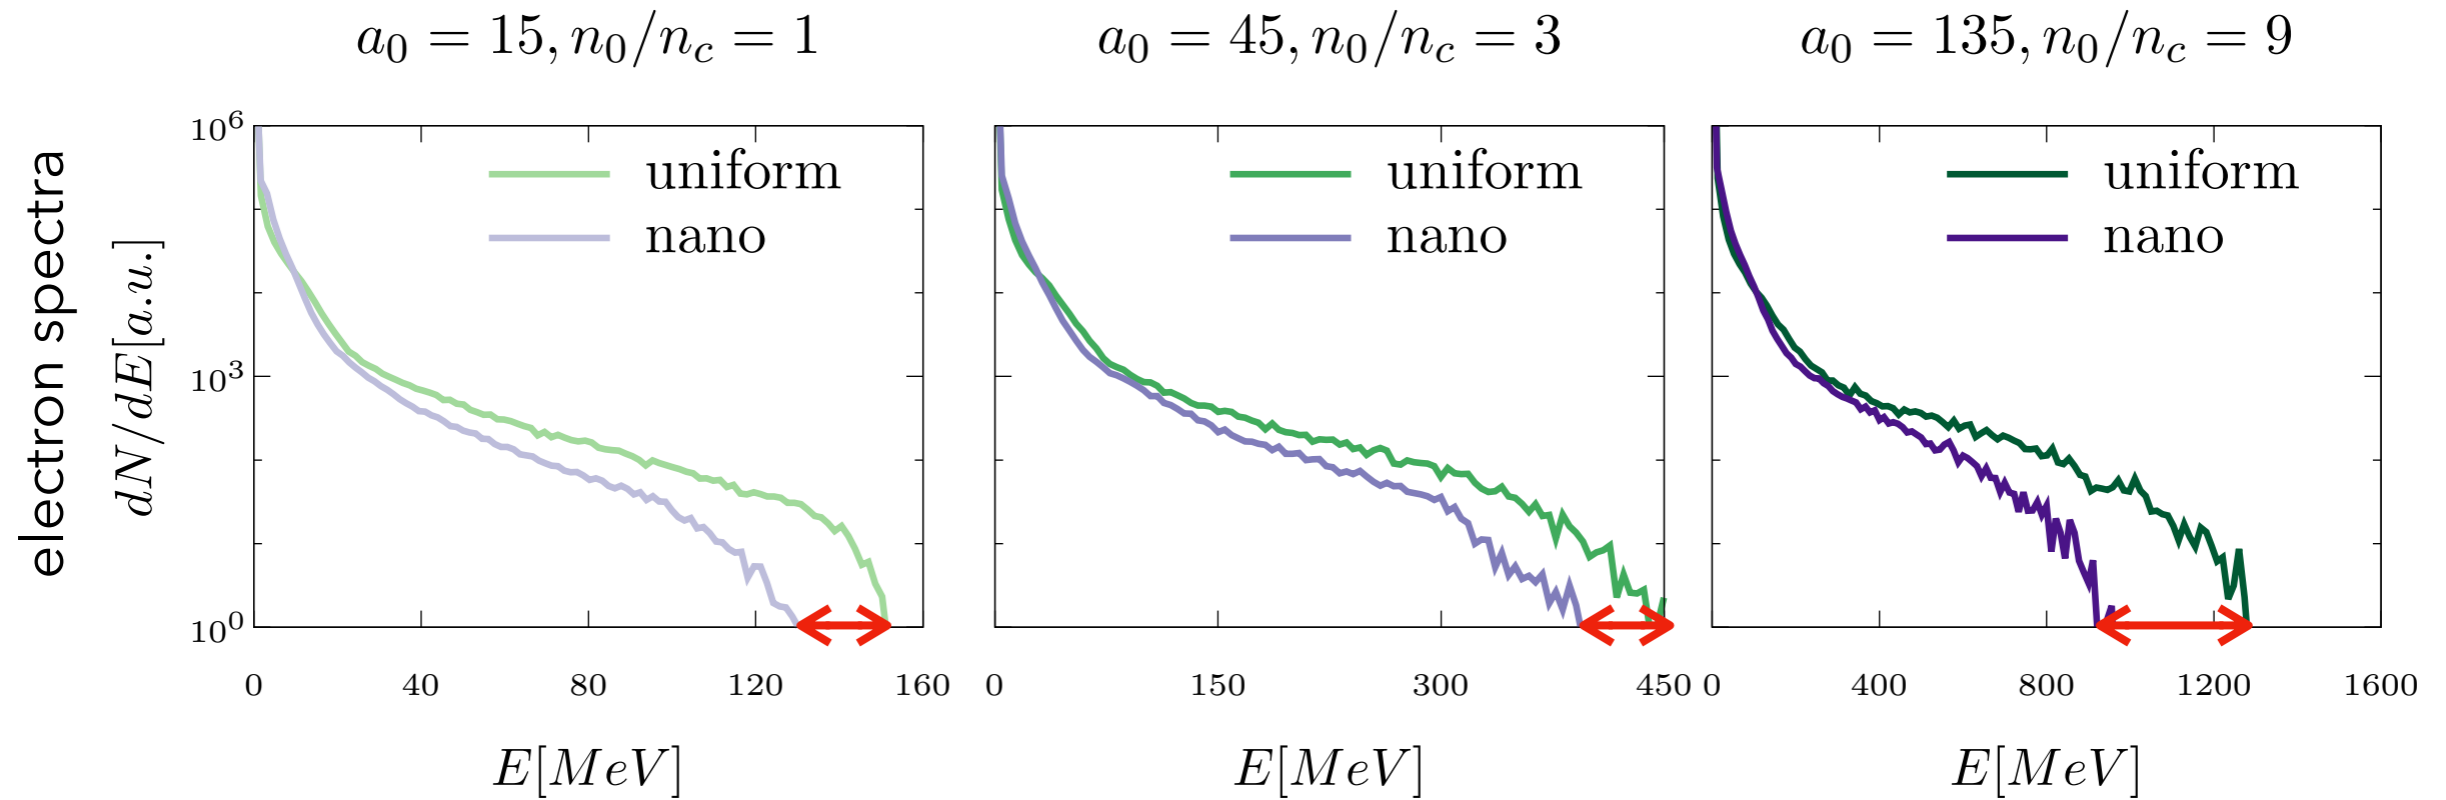 a₀ = 15, n₀/n_c = 1
a₀ = 45, n₀/n_c = 3
a₀ = 135, n₀/n_c = 9
electron spectra
dN/dE[a.u.]
10⁶
10³
10⁰
uniform
nano
0 40 80 120 160
E[MeV]
uniform
nano
0 150 300 450
E[MeV]
uniform
nano
0 400 800 1200 1600
E[MeV]